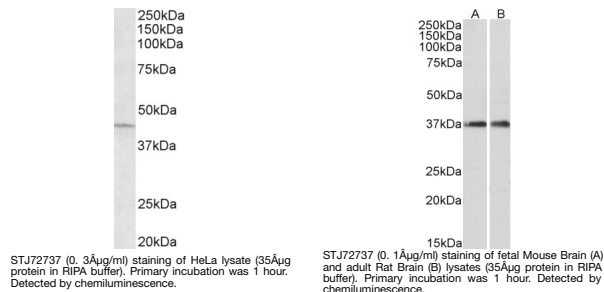 250kDa
150kDa
100kDa
75kDa
50kDa
37kDa
25kDa
20kDa
STJ72737 (0. 3Âµg/ml) staining of HeLa lysate (35Âµg
protein in RIPA buffer). Primary incubation was 1 hour.
Detected by chemiluminescence.
A B
250kDa
150kDa
100kDa
75kDa
50kDa
37kDa
25kDa
20kDa
15kDa
STJ72737 (0. 1Âµg/ml) staining of fetal Mouse Brain (A)
and adult Rat Brain (B) lysates (35Âµg protein in RIPA
buffer). Primary incubation was 1 hour. Detected by
chemiluminescence.